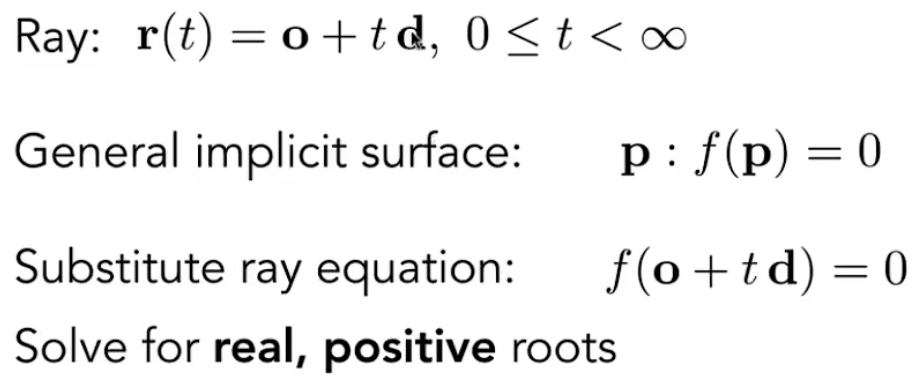 Ray: r(t) = o + t d, 0 ≤ t < ∞
General implicit surface: p : f(p) = 0
Substitute ray equation: f(o + t d) = 0
Solve for real, positive roots